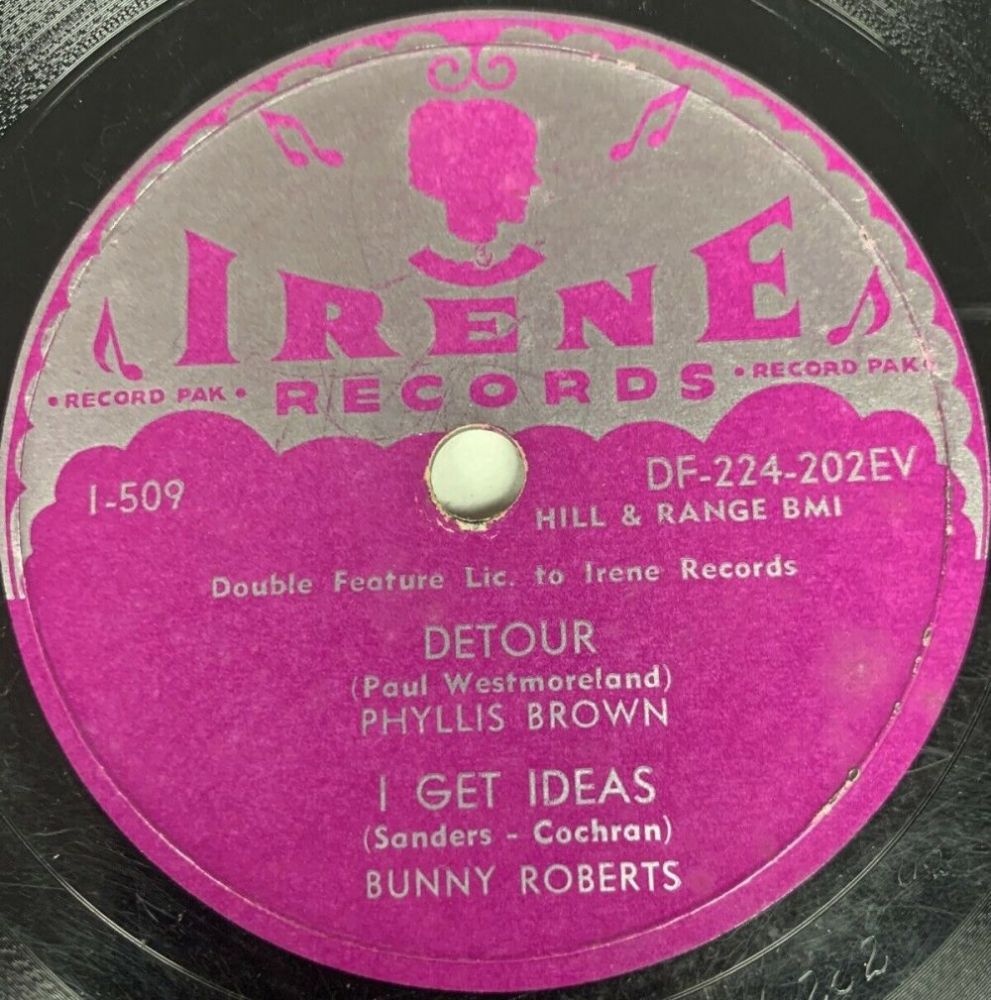 IRENE
• RECORD PAK • RECORDS • RECORD PAK •
I-509
DF-224-202EV
HILL & RANGE BMI
Double Feature Lic. to Irene Records
DETOUR
(Paul Westmoreland)
PHYLLIS BROWN
I GET IDEAS
(Sanders - Cochran)
BUNNY ROBERTS